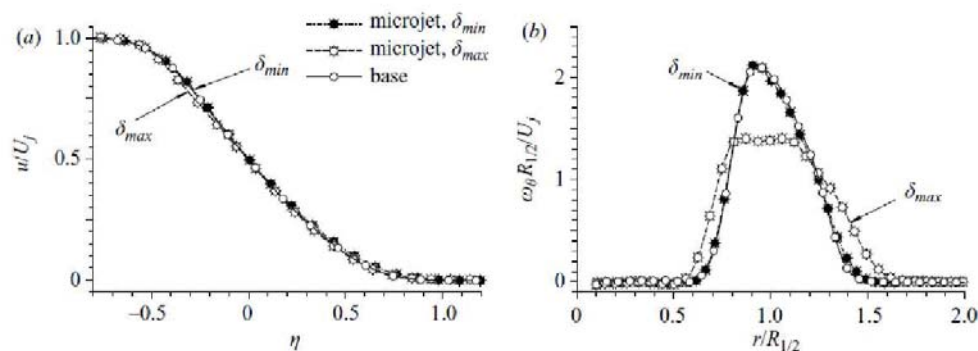 (a)
1.0
0.5
0
u/U_j
−0.5
0
0.5
1.0
η
δ_min
δ_max
microjet, δ_min
microjet, δ_max
base
(b)
2
1
0
ω_θ R_1/2/U_j
0
0.5
1.0
1.5
2.0
r/R_1/2
δ_min
δ_max